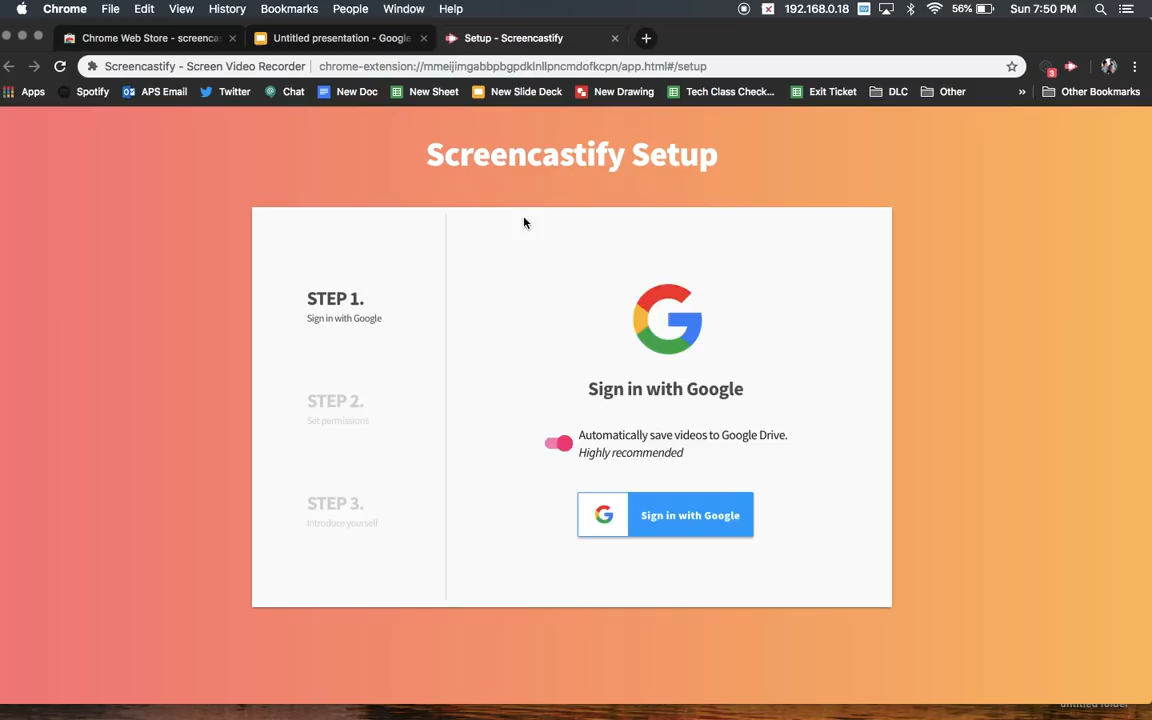 Chrome File Edit View History Bookmarks People Window Help 192.168.0.18 56% Sun 7:50 PM
Chrome Web Store - screenca Untitled presentation - Google Setup - Screencastify
Screencastify - Screen Video Recorder chrome-extension://mmeijimgabbpbgpdklnllpncmdofkcpn/app.html#/setup 3
Apps Spotify APS Email Twitter Chat New Doc New Sheet New Slide Deck New Drawing Tech Class Check... Exit Ticket DLC Other » Other Bookmarks
Screencastify Setup
STEP 1.
Sign in with Google
STEP 2.
Set permissions
STEP 3.
Introduce yourself
Sign in with Google
Automatically save videos to Google Drive.
Highly recommended
Sign in with Google
untitled folder